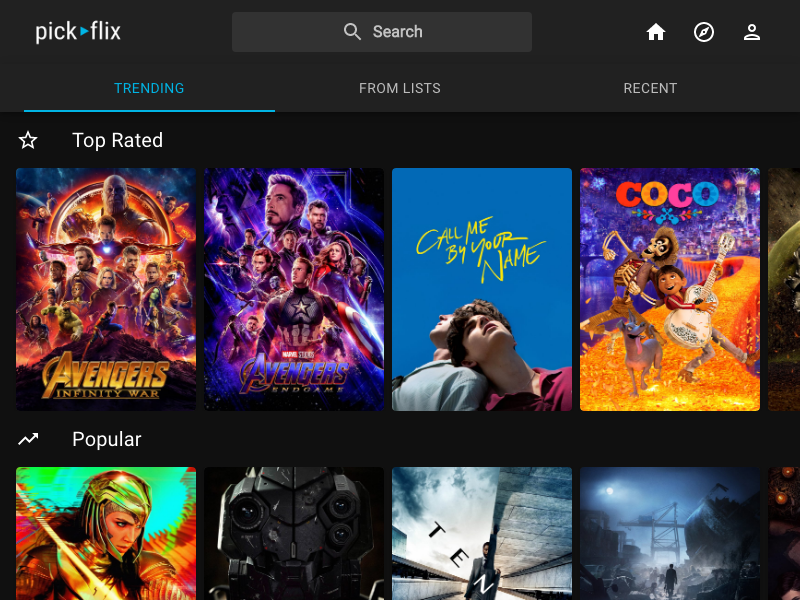 pick flix
Search
TRENDING
FROM LISTS
RECENT
Top Rated
AVENGERS
INFINITY WAR
MARVEL STUDIOS
AVENGERS
ENDGAME
CALL ME
BY YOUR
NAME
COCO
Popular
TEN